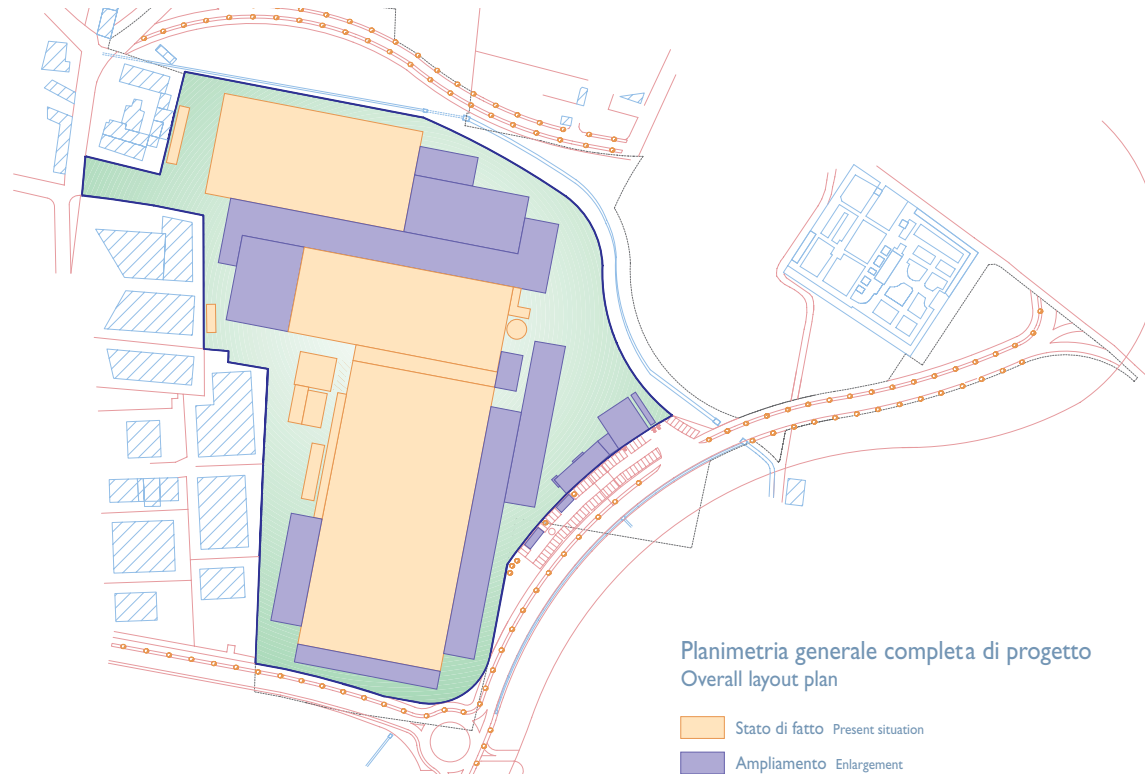 Planimetria generale completa di progetto
Overall layout plan
Stato di fatto Present situation
Ampliamento Enlargement